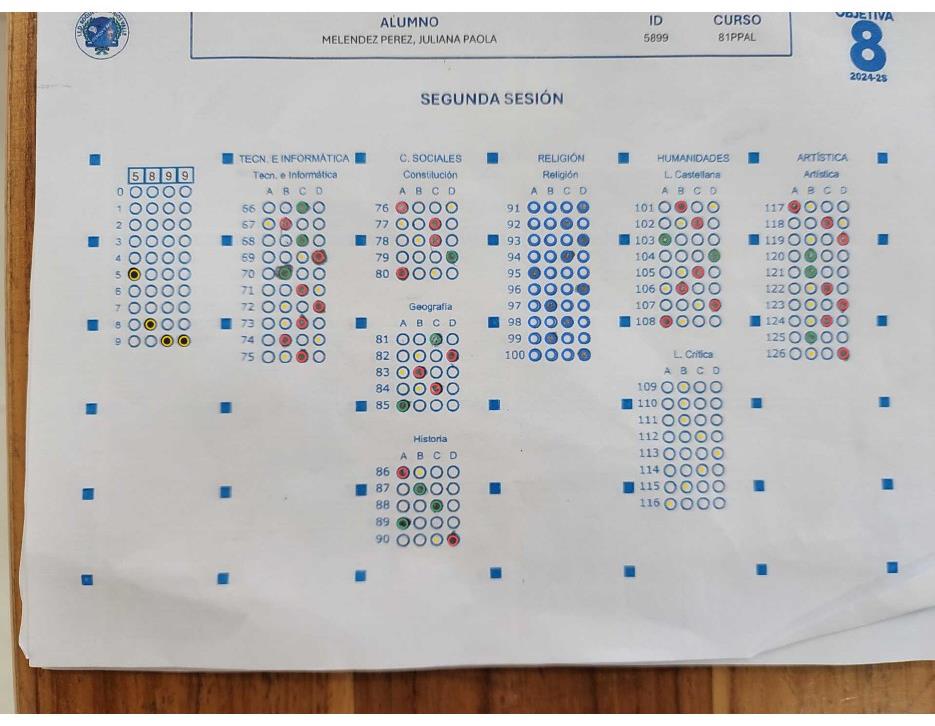 ALUMNO ID CURSO
MELENDEZ PEREZ, JULIANA PAOLA 5899 81PPAL
OBJETIVA
8
2024-2S
SEGUNDA SESIÓN
5 8 9 9
0
1
2
3
4
5
6
7
8
9
TECN. E INFORMÁTICA
Tecn. e Informática
A B C D
66
67
68
69
70
71
72
73
74
75
C. SOCIALES
Constitución
A B C D
76
77
78
79
80
Geografía
A B C D
81
82
83
84
85
Historia
A B C D
86
87
88
89
90
RELIGIÓN
Religión
A B C D
91
92
93
94
95
96
97
98
99
100
HUMANIDADES
L. Castellana
A B C D
101
102
103
104
105
106
107
108
L. Crítica
A B C D
109
110
111
112
113
114
115
116
ARTÍSTICA
Artística
A B C D
117
118
119
120
121
122
123
124
125
126